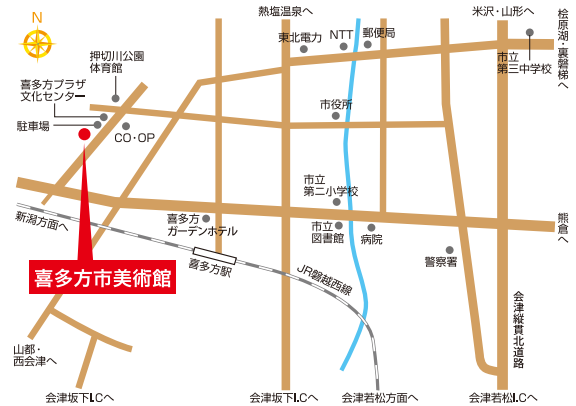 N
熱塩温泉へ
米沢・山形へ
桧原湖・裏磐梯へ
東北電力
NTT
郵便局
市立
第三中学校
押切川公園
体育館
喜多方プラザ
文化センター
駐車場
CO・OP
市役所
市立
第二小学校
新潟方面へ
喜多方
ガーデンホテル
市立
図書館
病院
熊倉へ
警察署
喜多方市美術館
喜多方駅
JR磐越西線
会津縦貫北道路
山都・
西会津へ
会津坂下I.Cへ
会津坂下I.Cへ
会津若松方面へ
会津若松I.Cへ